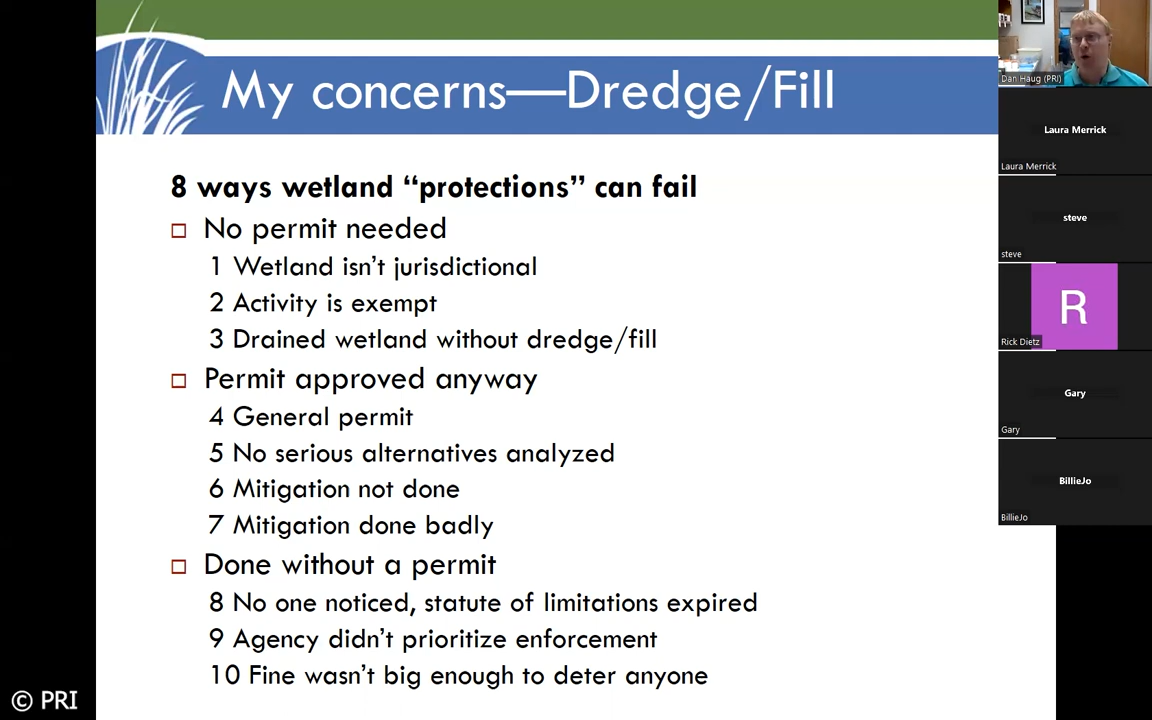 My concerns—Dredge/Fill
8 ways wetland “protections” can fail
No permit needed
1 Wetland isn’t jurisdictional
2 Activity is exempt
3 Drained wetland without dredge/fill
Permit approved anyway
4 General permit
5 No serious alternatives analyzed
6 Mitigation not done
7 Mitigation done badly
Done without a permit
8 No one noticed, statute of limitations expired
9 Agency didn’t prioritize enforcement
10 Fine wasn’t big enough to deter anyone
© PRI
Dan Haug (PRI)
Laura Merrick
Laura Merrick
steve
steve
R
Rick Dietz
Gary
Gary
BillieJo
BillieJo